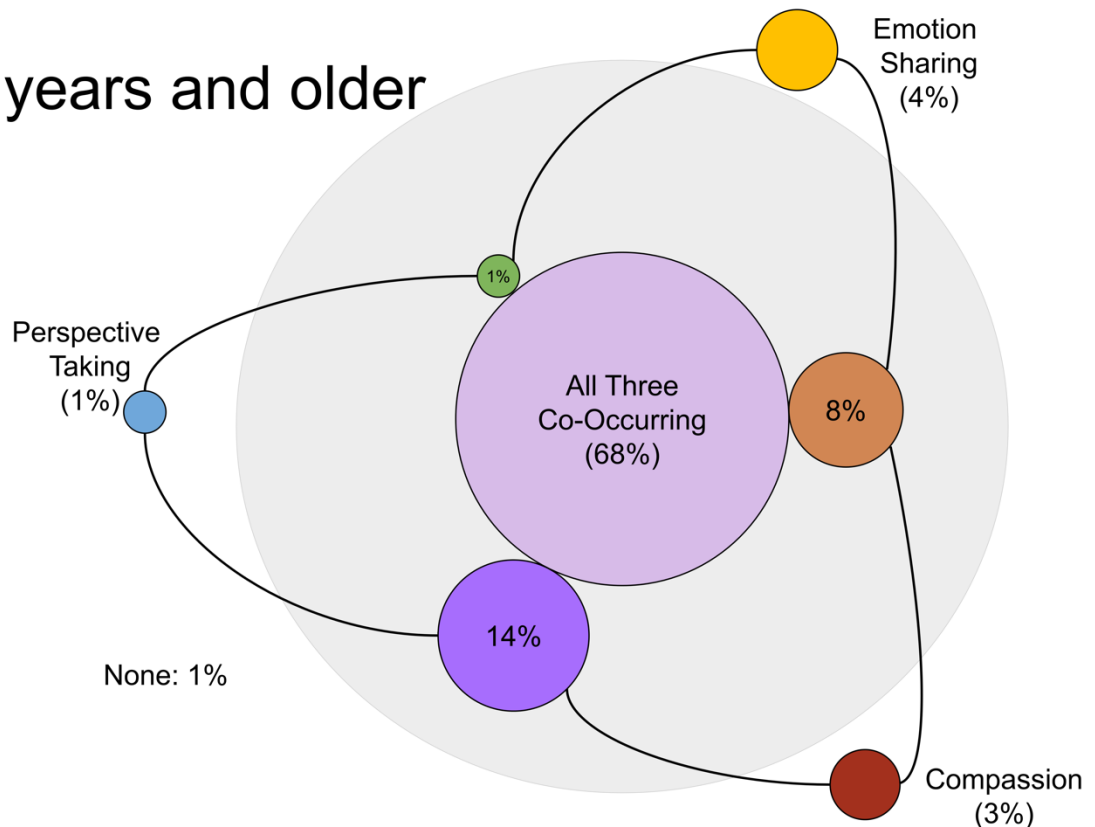 years and older
Emotion
Sharing
(4%)
1%
Perspective
Taking
(1%)
All Three
Co-Occurring
(68%)
8%
14%
None: 1%
Compassion
(3%)